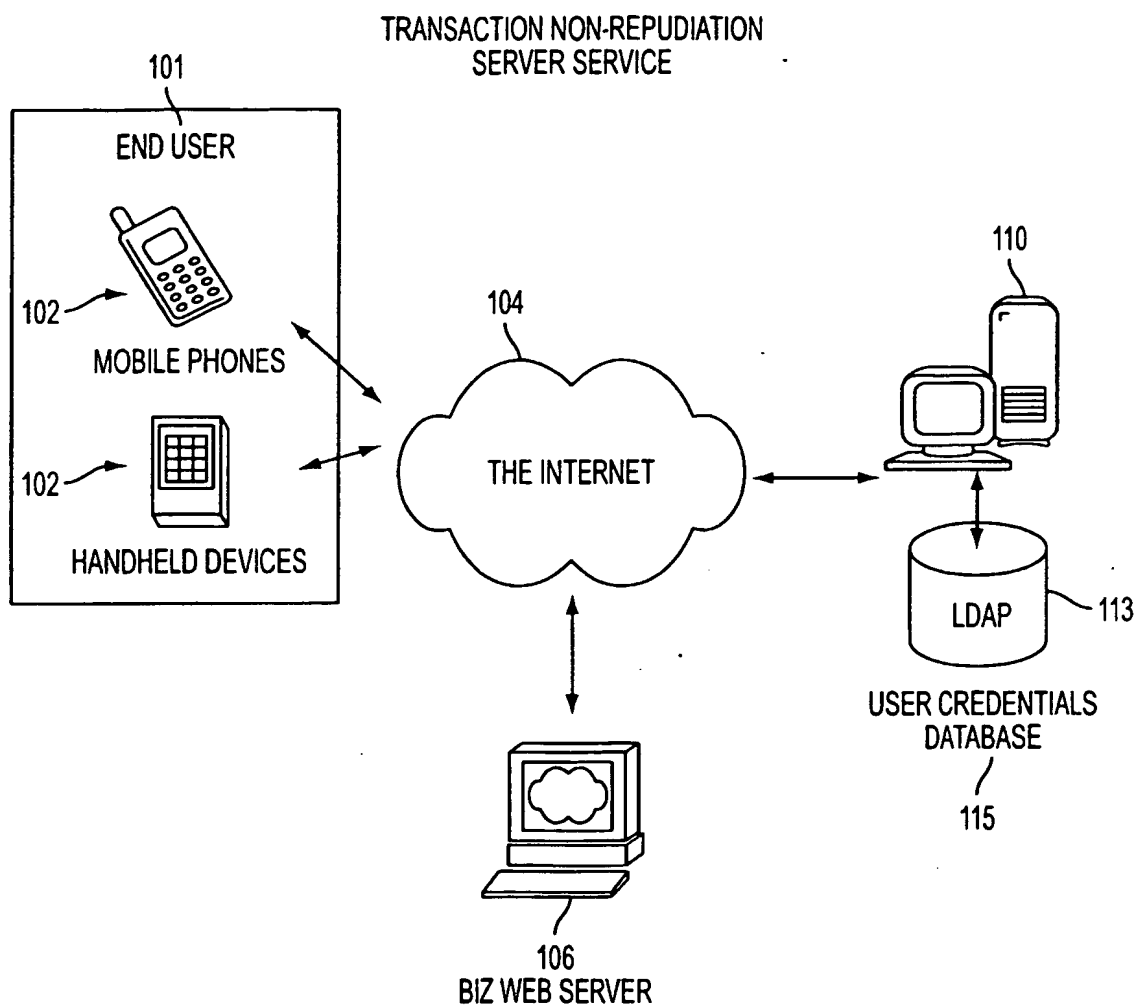 TRANSACTION NON-REPUDIATION
SERVER SERVICE
101
END USER
102
MOBILE PHONES
102
HANDHELD DEVICES
104
THE INTERNET
110
LDAP
113
USER CREDENTIALS
DATABASE
115
106
BIZ WEB SERVER